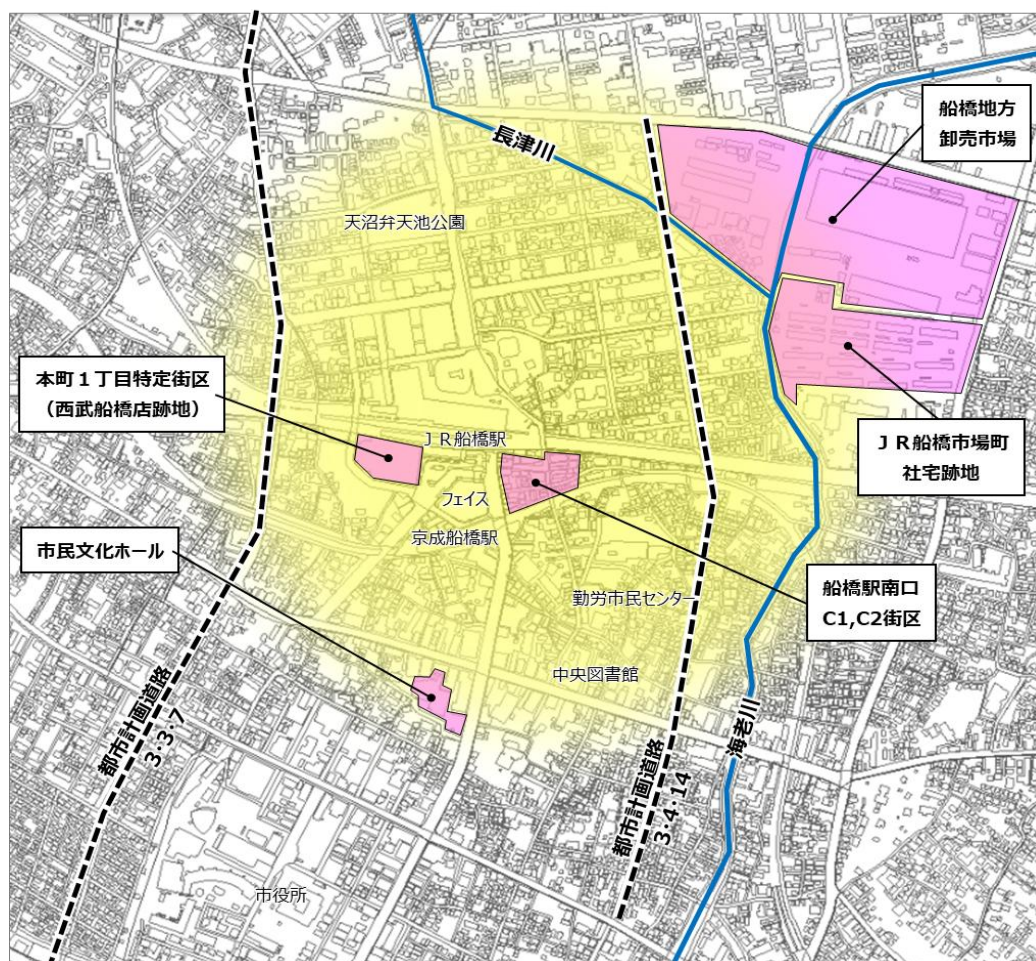 船橋地方
卸売市場
長津川
天沼弁天池公園
本町１丁目特定街区
（西武船橋店跡地）
ＪＲ船橋駅
ＪＲ船橋市場町
社宅跡地
フェイス
京成船橋駅
市民文化ホール
勤労市民センター
船橋駅南口
C1,C2街区
中央図書館
都市計画道路
3・3・7
海老川
都市計画道路
3・4・14
市役所